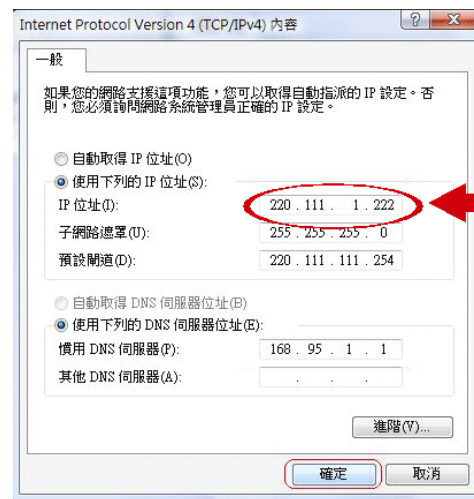 Internet Protocol Version 4 (TCP/IPv4) 內容
一般
如果您的網路支援這項功能，您可以取得自動指派的 IP 設定。否
則，您必須詢問網路系統管理員正確的 IP 設定。
自動取得 IP 位址(O)
使用下列的 IP 位址(S):
IP 位址(I): 220 . 111 . 1 . 222
子網路遮罩(U): 255 . 255 . 255 . 0
預設閘道(D): 220 . 111 . 111 . 254
自動取得 DNS 伺服器位址(B)
使用下列的 DNS 伺服器位址(E):
慣用 DNS 伺服器(P): 168 . 95 . 1 . 1
其他 DNS 伺服器(A): . . .
進階(V)...
確定 取消